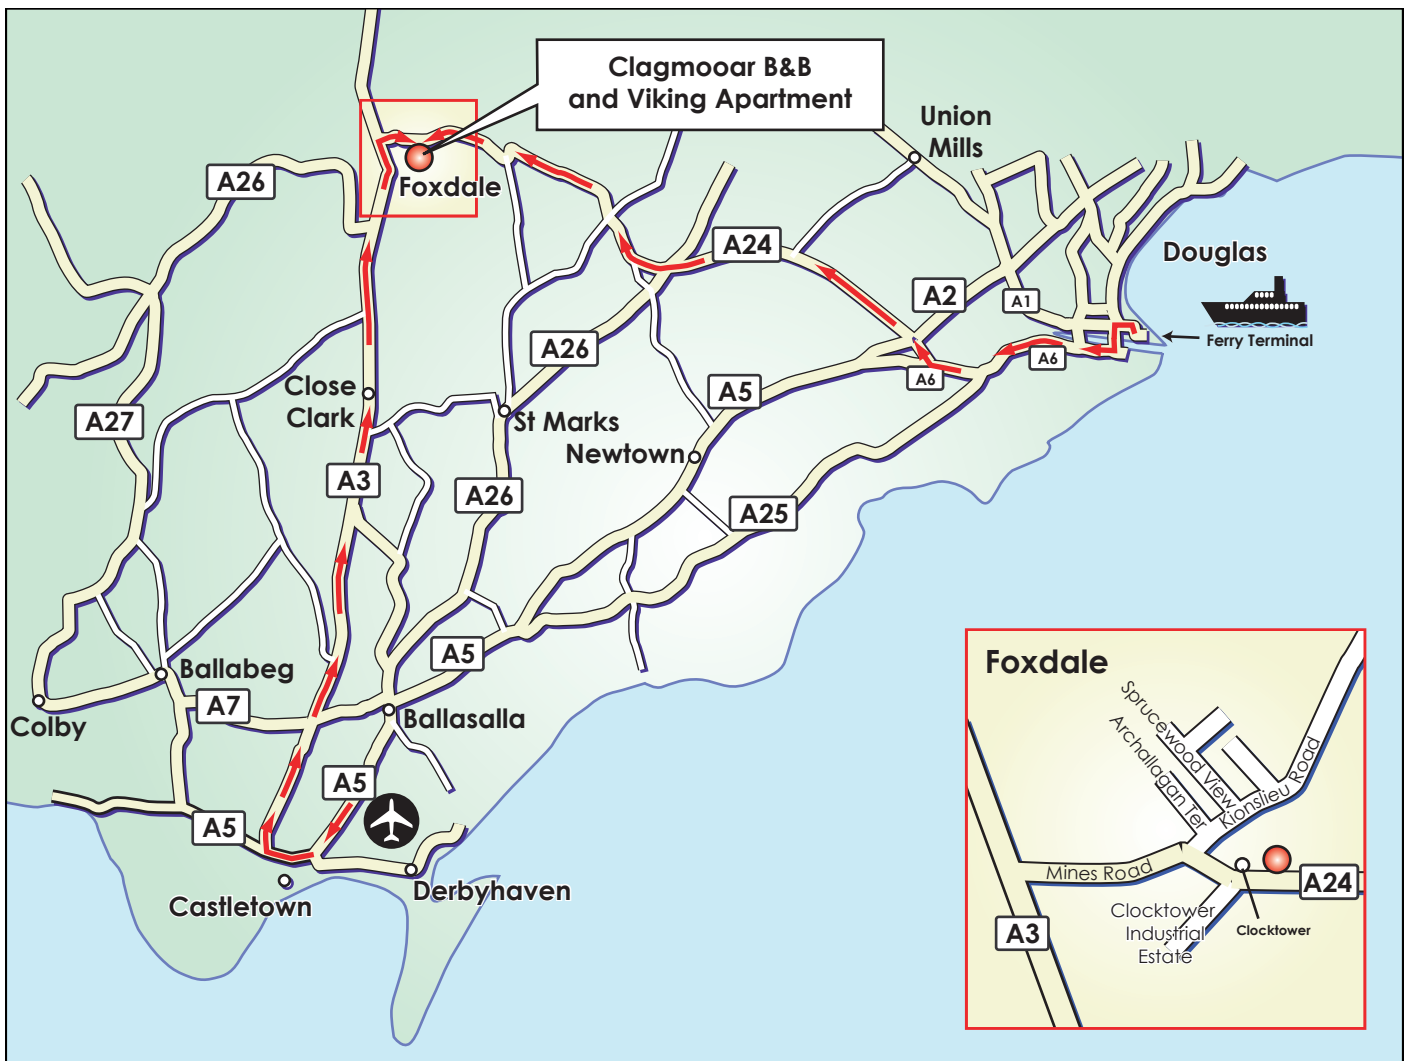 Clagmooar B&B
and Viking Apartment
Union
Mills
A26
Foxdale
A24
Douglas
A2
A1
Ferry Terminal
A26
A6
A6
Close
Clark
A5
A27
St Marks
Newtown
A3
A26
A25
A5
Ballabeg
A7
Colby
Ballasalla
A5
A5
Derbyhaven
Castletown
Foxdale
Sprucewood View
Archallagan Ter
Kionslieu Road
Mines Road
A24
Clocktower
Industrial
Estate
Clocktower
A3